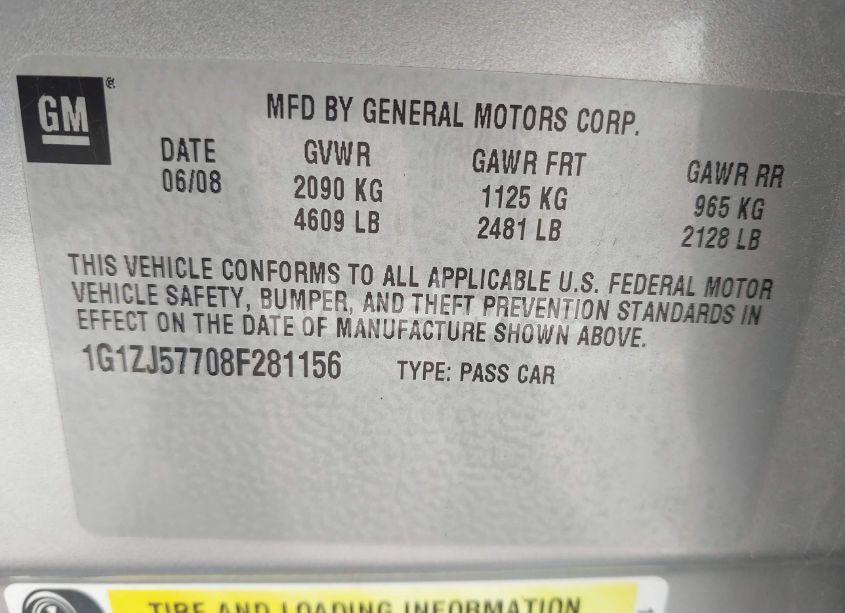 GM ®
MFD BY GENERAL MOTORS CORP.
DATE GVWR GAWR FRT GAWR RR
06/08 2090 KG 1125 KG 965 KG
4609 LB 2481 LB 2128 LB
THIS VEHICLE CONFORMS TO ALL APPLICABLE U.S. FEDERAL MOTOR
VEHICLE SAFETY, BUMPER, AND THEFT PREVENTION STANDARDS IN
EFFECT ON THE DATE OF MANUFACTURE SHOWN ABOVE.
1G1ZJ57708F281156 TYPE: PASS CAR
TIRE AND LOADING INFORMATION